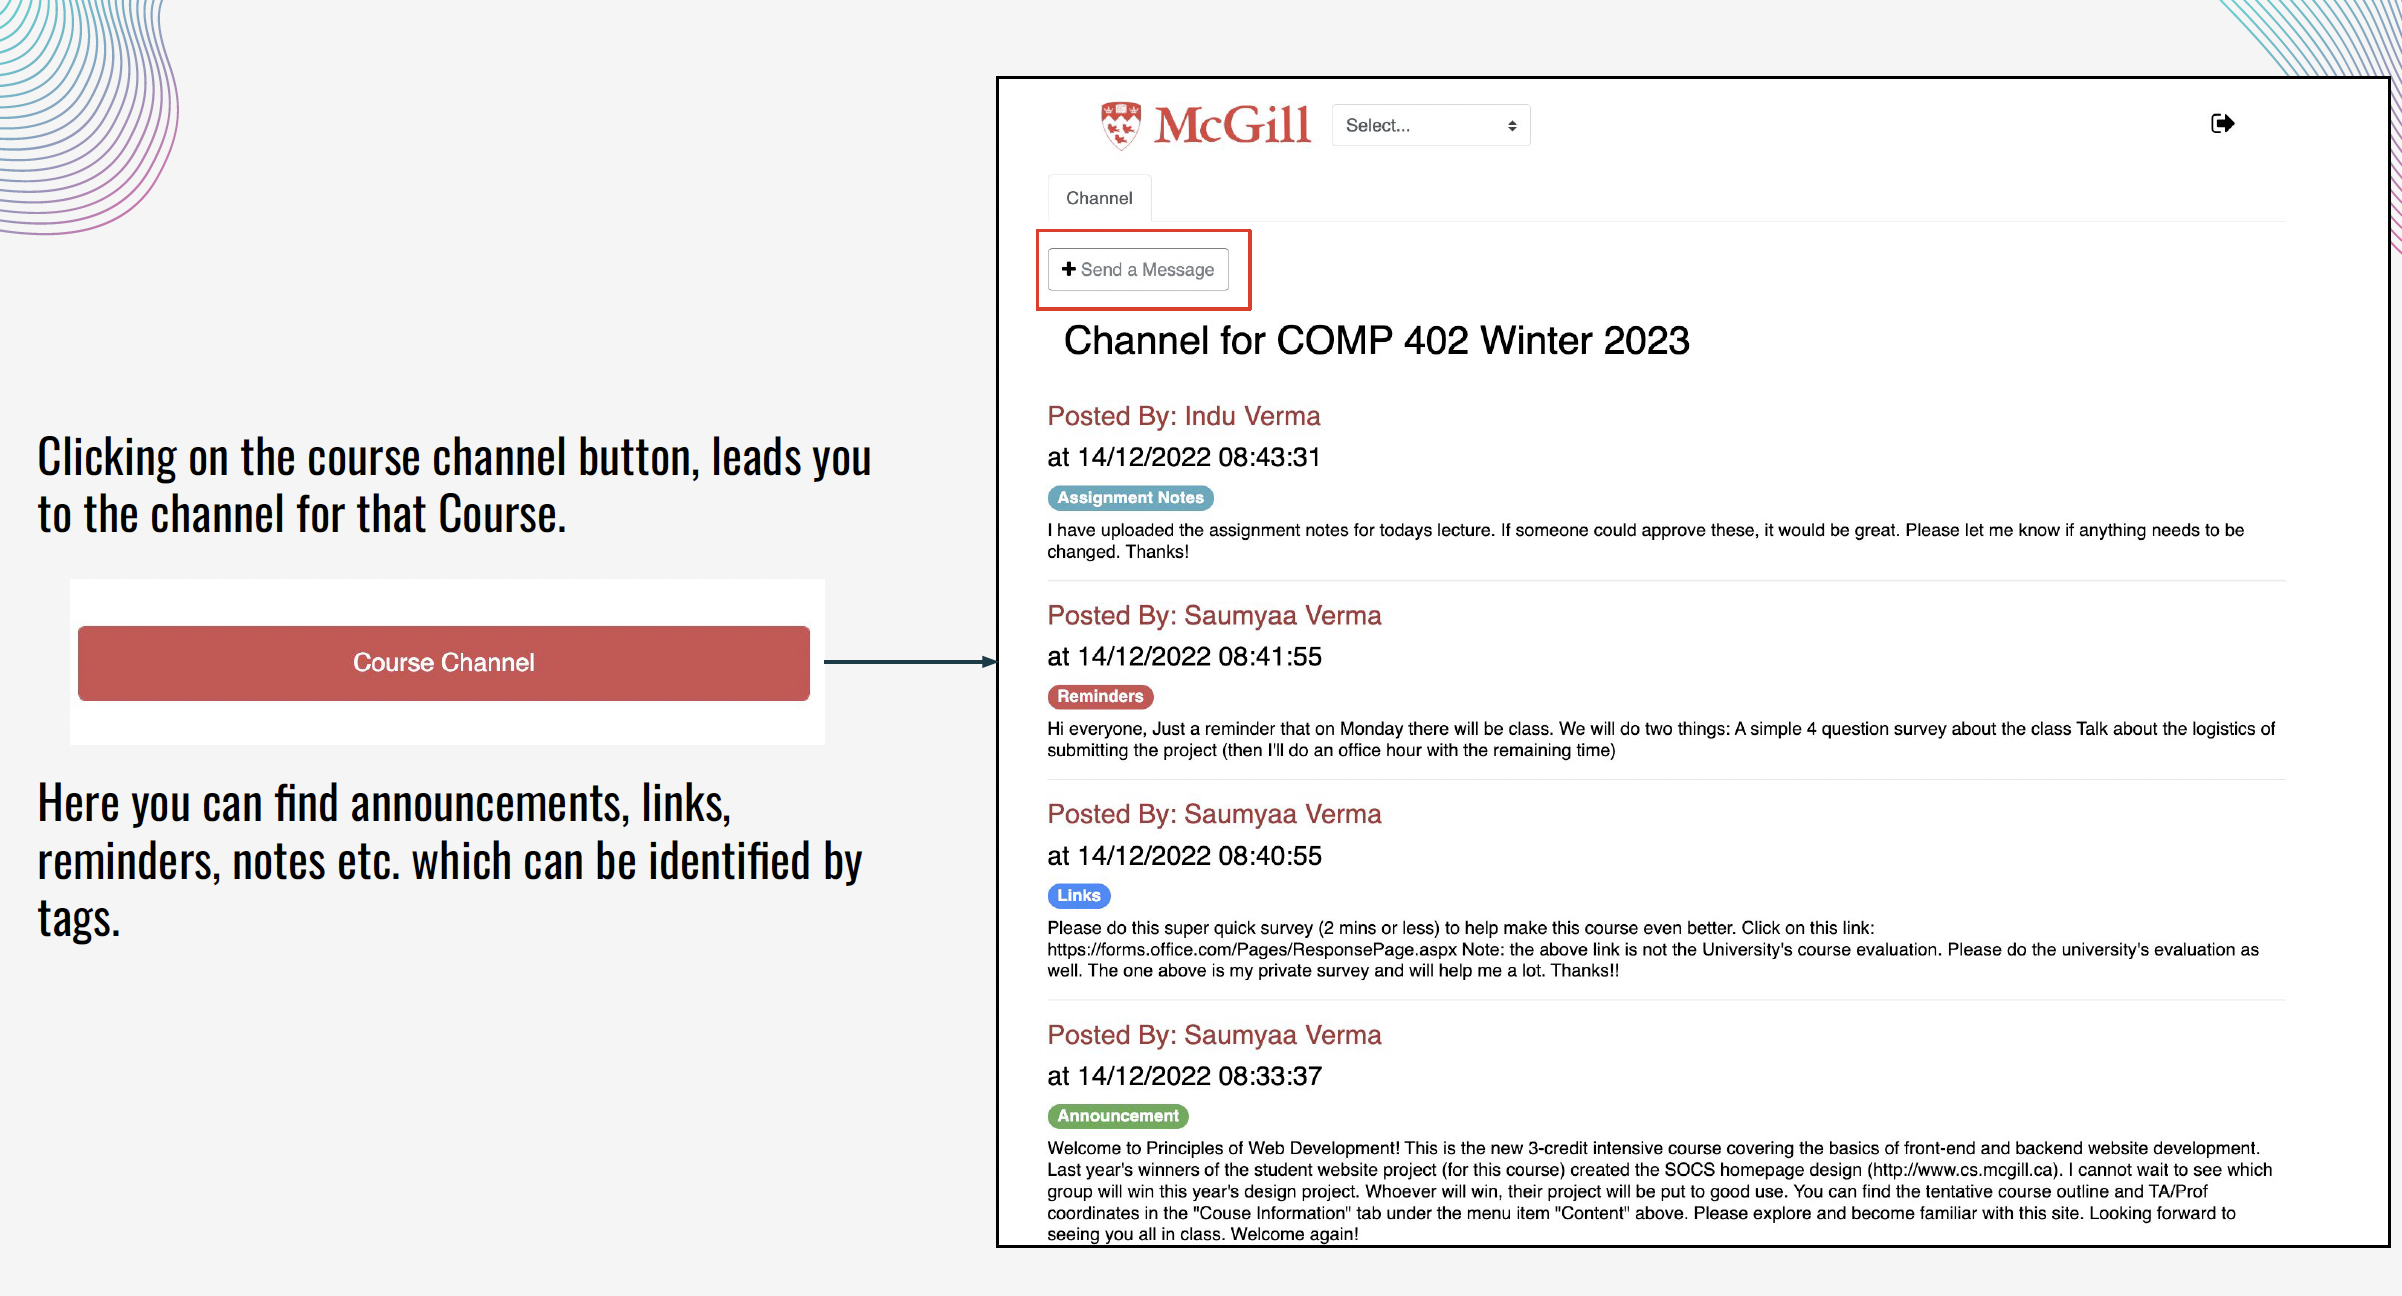 Clicking on the course channel button, leads you
to the channel for that Course.
Course Channel
Here you can find announcements, links,
reminders, notes etc. which can be identified by
tags.
McGill
Select...
Channel
Send a Message
Channel for COMP 402 Winter 2023
Posted By: Indu Verma
at 14/12/2022 08:43:31
Assignment Notes
I have uploaded the assignment notes for todays lecture. If someone could approve these, it would be great. Please let me know if anything needs to be
changed. Thanks!
Posted By: Saumyaa Verma
at 14/12/2022 08:41:55
Reminders
Hi everyone, Just a reminder that on Monday there will be class. We will do two things: A simple 4 question survey about the class Talk about the logistics of
submitting the project (then I'll do an office hour with the remaining time)
Posted By: Saumyaa Verma
at 14/12/2022 08:40:55
Links
Please do this super quick survey (2 mins or less) to help make this course even better. Click on this link:
https://forms.office.com/Pages/ResponsePage.aspx Note: the above link is not the University's course evaluation. Please do the university's evaluation as
well. The one above is my private survey and will help me a lot. Thanks!!
Posted By: Saumyaa Verma
at 14/12/2022 08:33:37
Announcement
Welcome to Principles of Web Development! This is the new 3-credit intensive course covering the basics of front-end and backend website development.
Last year's winners of the student website project (for this course) created the SOCS homepage design (http://www.cs.mcgill.ca). I cannot wait to see which
group will win this year's design project. Whoever will win, their project will be put to good use. You can find the tentative course outline and TA/Prof
coordinates in the "Couse Information" tab under the menu item "Content" above. Please explore and become familiar with this site. Looking forward to
seeing you all in class. Welcome again!